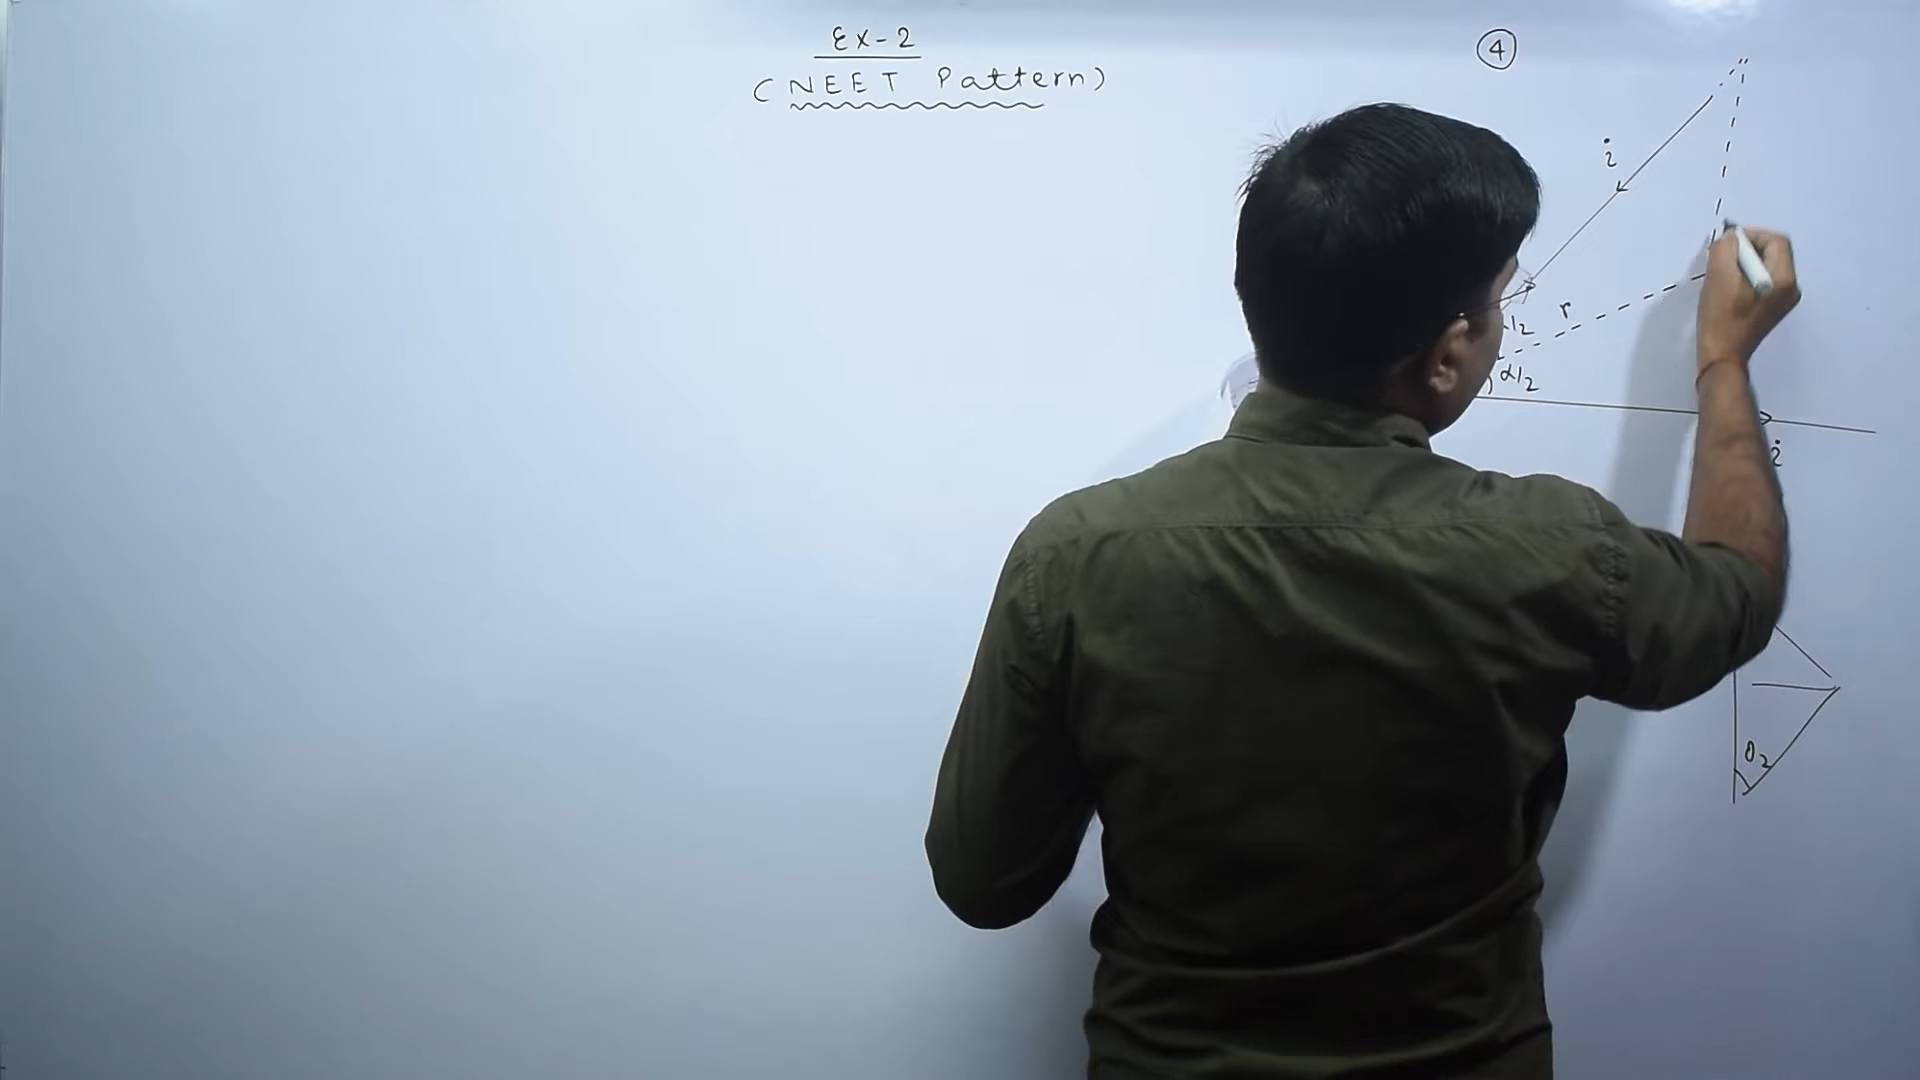 Ex-2
(NEET Pattern)
④
i
r
/2
α/2
i
θ2